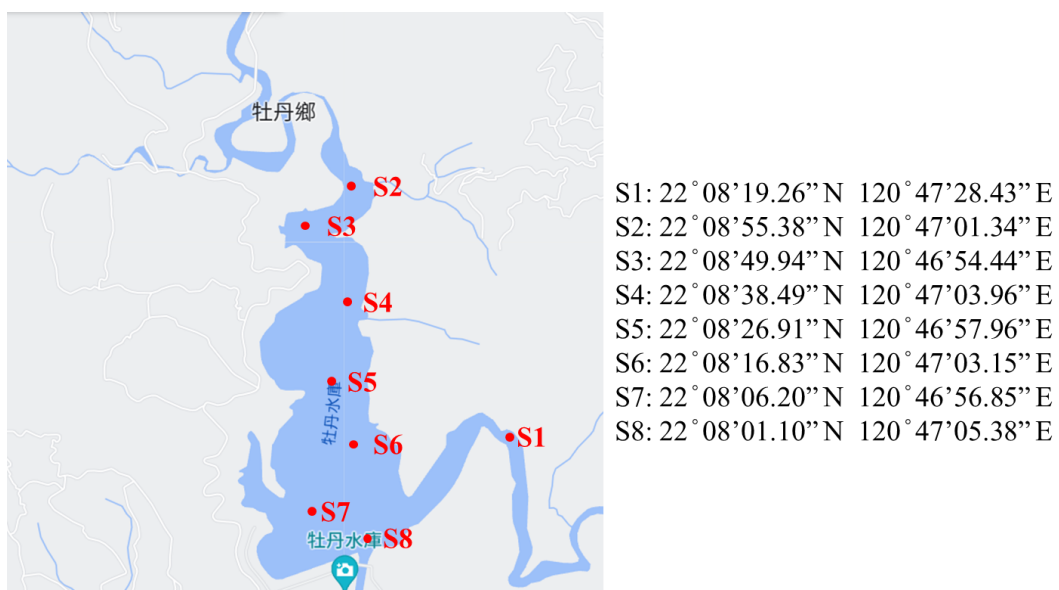 牡丹鄉
S2
S3
S4
S5
牡丹水庫
S6
S1
S7
牡丹水庫
S8
S1: 22°08’19.26”N 120°47’28.43”E
S2: 22°08’55.38”N 120°47’01.34”E
S3: 22°08’49.94”N 120°46’54.44”E
S4: 22°08’38.49”N 120°47’03.96”E
S5: 22°08’26.91”N 120°46’57.96”E
S6: 22°08’16.83”N 120°47’03.15”E
S7: 22°08’06.20”N 120°46’56.85”E
S8: 22°08’01.10”N 120°47’05.38”E